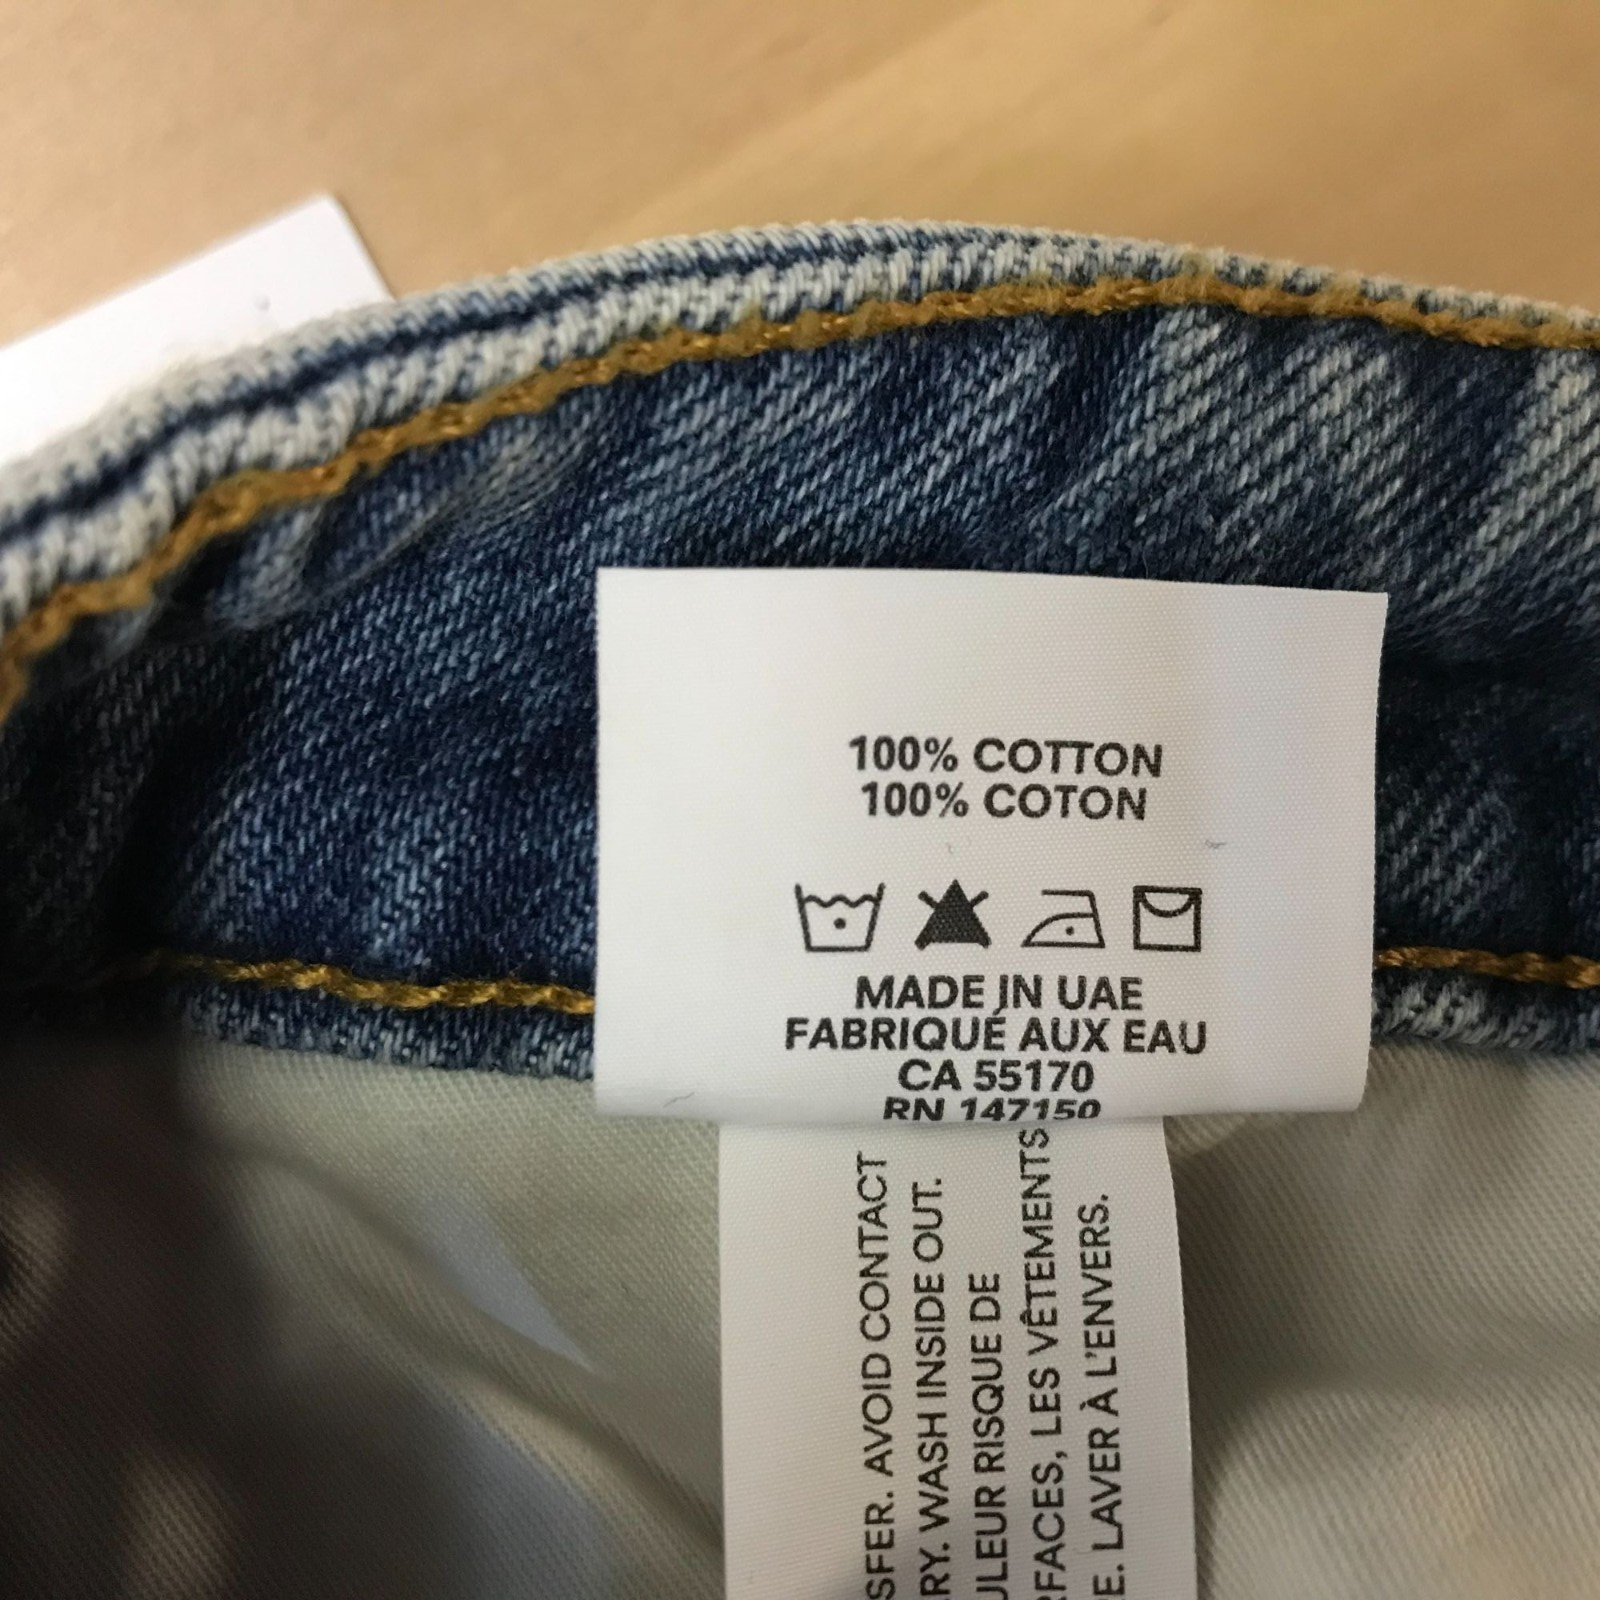 100% COTTON
100% COTON
MADE IN UAE
FABRIQUÉ AUX EAU
CA 55170
RN 147150
SFER. AVOID CONTACT
RY. WASH INSIDE OUT.
ULEUR RISQUE DE
RFACES, LES VÊTEMENTS
E. LAVER À L'ENVERS.